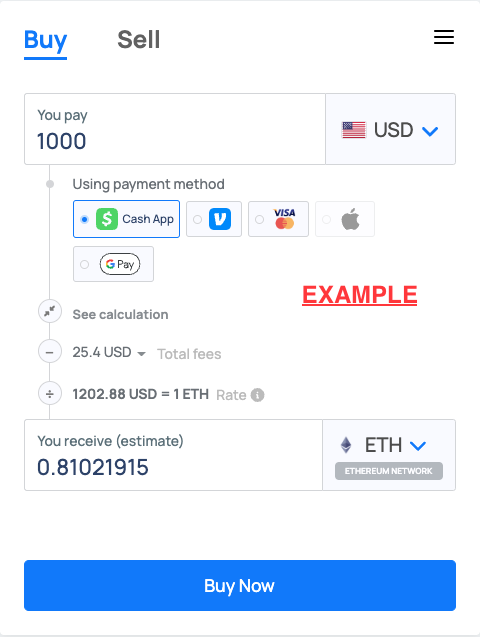 Buy Sell
You pay
1000
USD
Using payment method
$ Cash App
VISA
G Pay
EXAMPLE
See calculation
25.4 USD Total fees
1202.88 USD = 1 ETH Rate
You receive (estimate)
0.81021915
ETH
ETHEREUM NETWORK
Buy Now